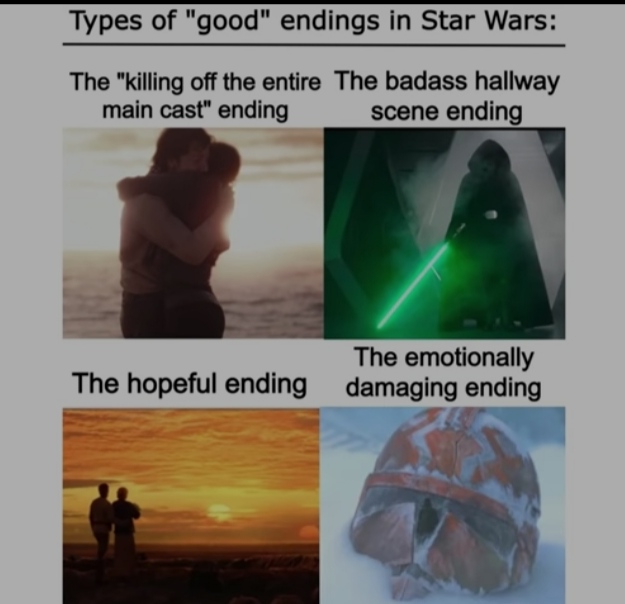 Types of "good" endings in Star Wars:
The "killing off the entire
main cast" ending
The badass hallway
scene ending
The hopeful ending
The emotionally
damaging ending